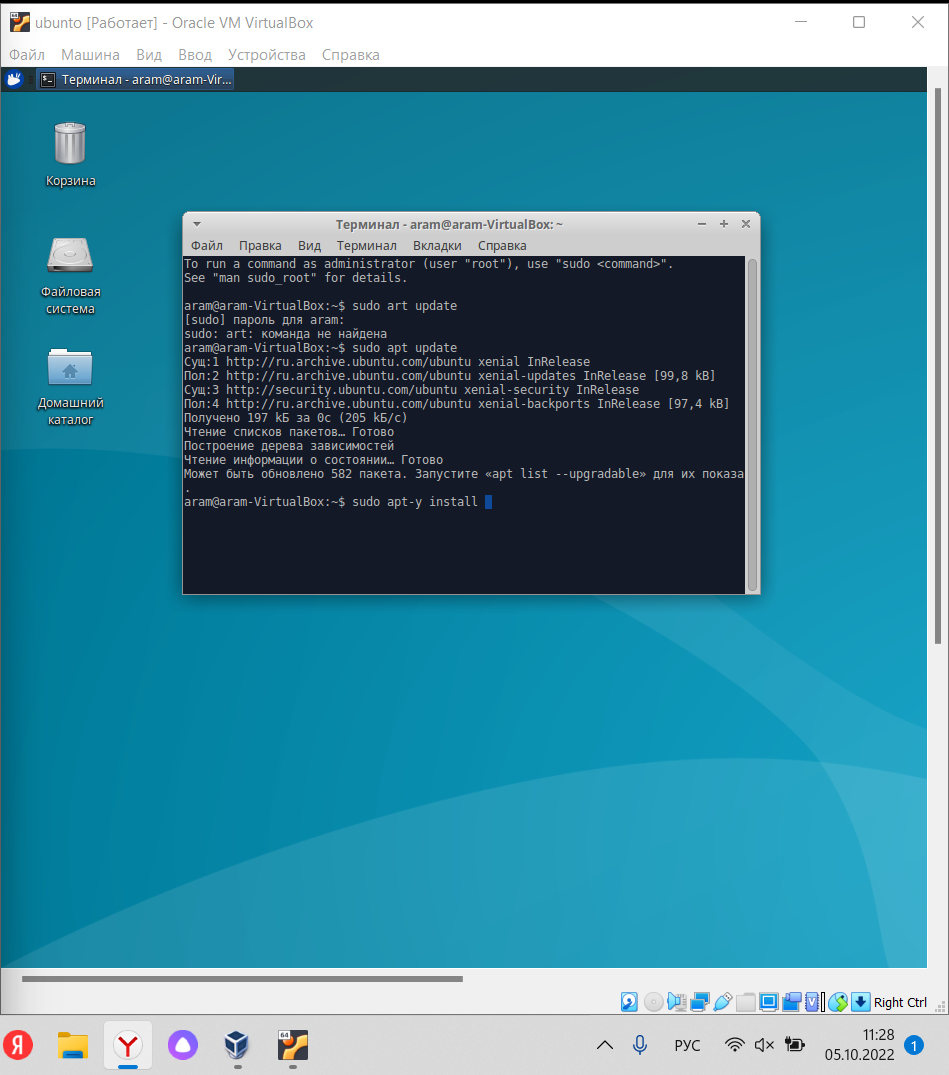 ubunto [Работает] - Oracle VM VirtualBox
Файл Машина Вид Ввод Устройства Справка
Терминал - aram@aram-Vir...
Корзина
Файловая
система
Домашний
каталог
Терминал - aram@aram-VirtualBox: ~
Файл Правка Вид Терминал Вкладки Справка
To run a command as administrator (user "root"), use "sudo <command>".
See "man sudo_root" for details.
aram@aram-VirtualBox:~$ sudo art update
[sudo] пароль для aram:
sudo: art: команда не найдена
aram@aram-VirtualBox:~$ sudo apt update
Сущ:1 http://ru.archive.ubuntu.com/ubuntu xenial InRelease
Пол:2 http://ru.archive.ubuntu.com/ubuntu xenial-updates InRelease [99,8 kB]
Сущ:3 http://security.ubuntu.com/ubuntu xenial-security InRelease
Пол:4 http://ru.archive.ubuntu.com/ubuntu xenial-backports InRelease [97,4 kB]
Получено 197 kБ за 0с (205 kБ/c)
Чтение списков пакетов… Готово
Построение дерева зависимостей
Чтение информации о состоянии… Готово
Может быть обновлено 582 пакета. Запустите «apt list --upgradable» для их показа
.
aram@aram-VirtualBox:~$ sudo apt-y install
Right Ctrl
Я
Y
64
РУС
11:28
05.10.2022
1